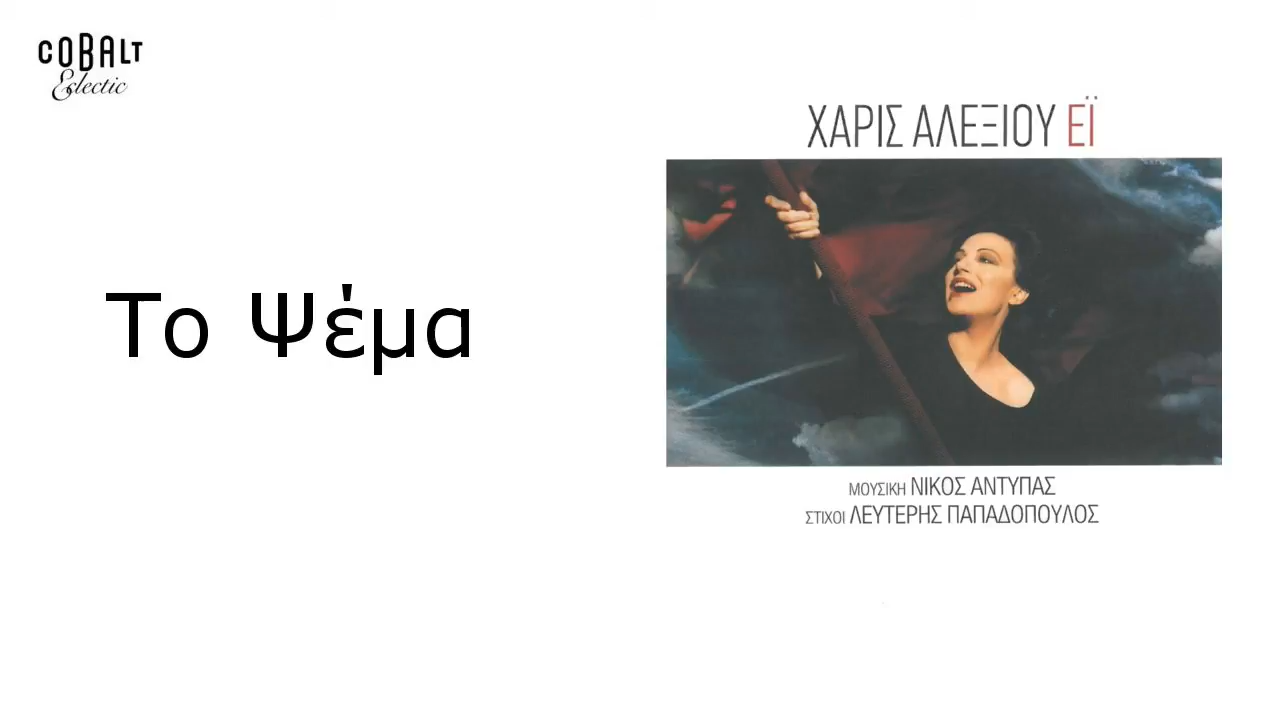 COBALT
Eclectic
Το Ψέμα
ΧΑΡΙΣ ΑΛΕΞΙΟΥ ΕΪ
ΜΟΥΣΙΚΗ ΝΙΚΟΣ ΑΝΤΥΠΑΣ
ΣΤΙΧΟΙ ΛΕΥΤΕΡΗΣ ΠΑΠΑΔΟΠΟΥΛΟΣ